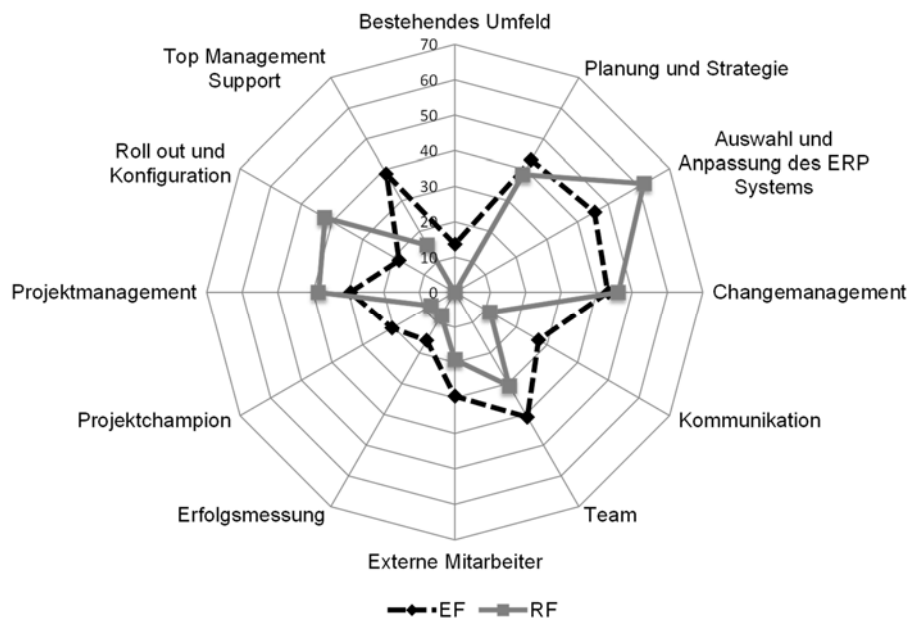 Bestehendes Umfeld
70
60
50
40
30
20
10
0
Planung und Strategie
Auswahl und
Anpassung des ERP
Systems
Changemanagement
Kommunikation
Team
Externe Mitarbeiter
Erfolgsmessung
Projektchampion
Projektmanagement
Roll out und
Konfiguration
Top Management
Support
EF RF